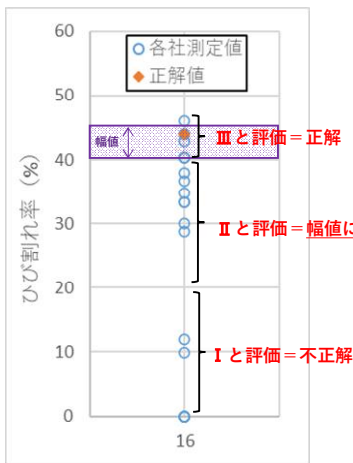 60
50
40
30
20
10
0
ひび割れ率（%）
各社測定値
正解値
幅値
Ⅲと評価＝正解
Ⅱと評価＝幅値に
Ⅰと評価＝不正解
16